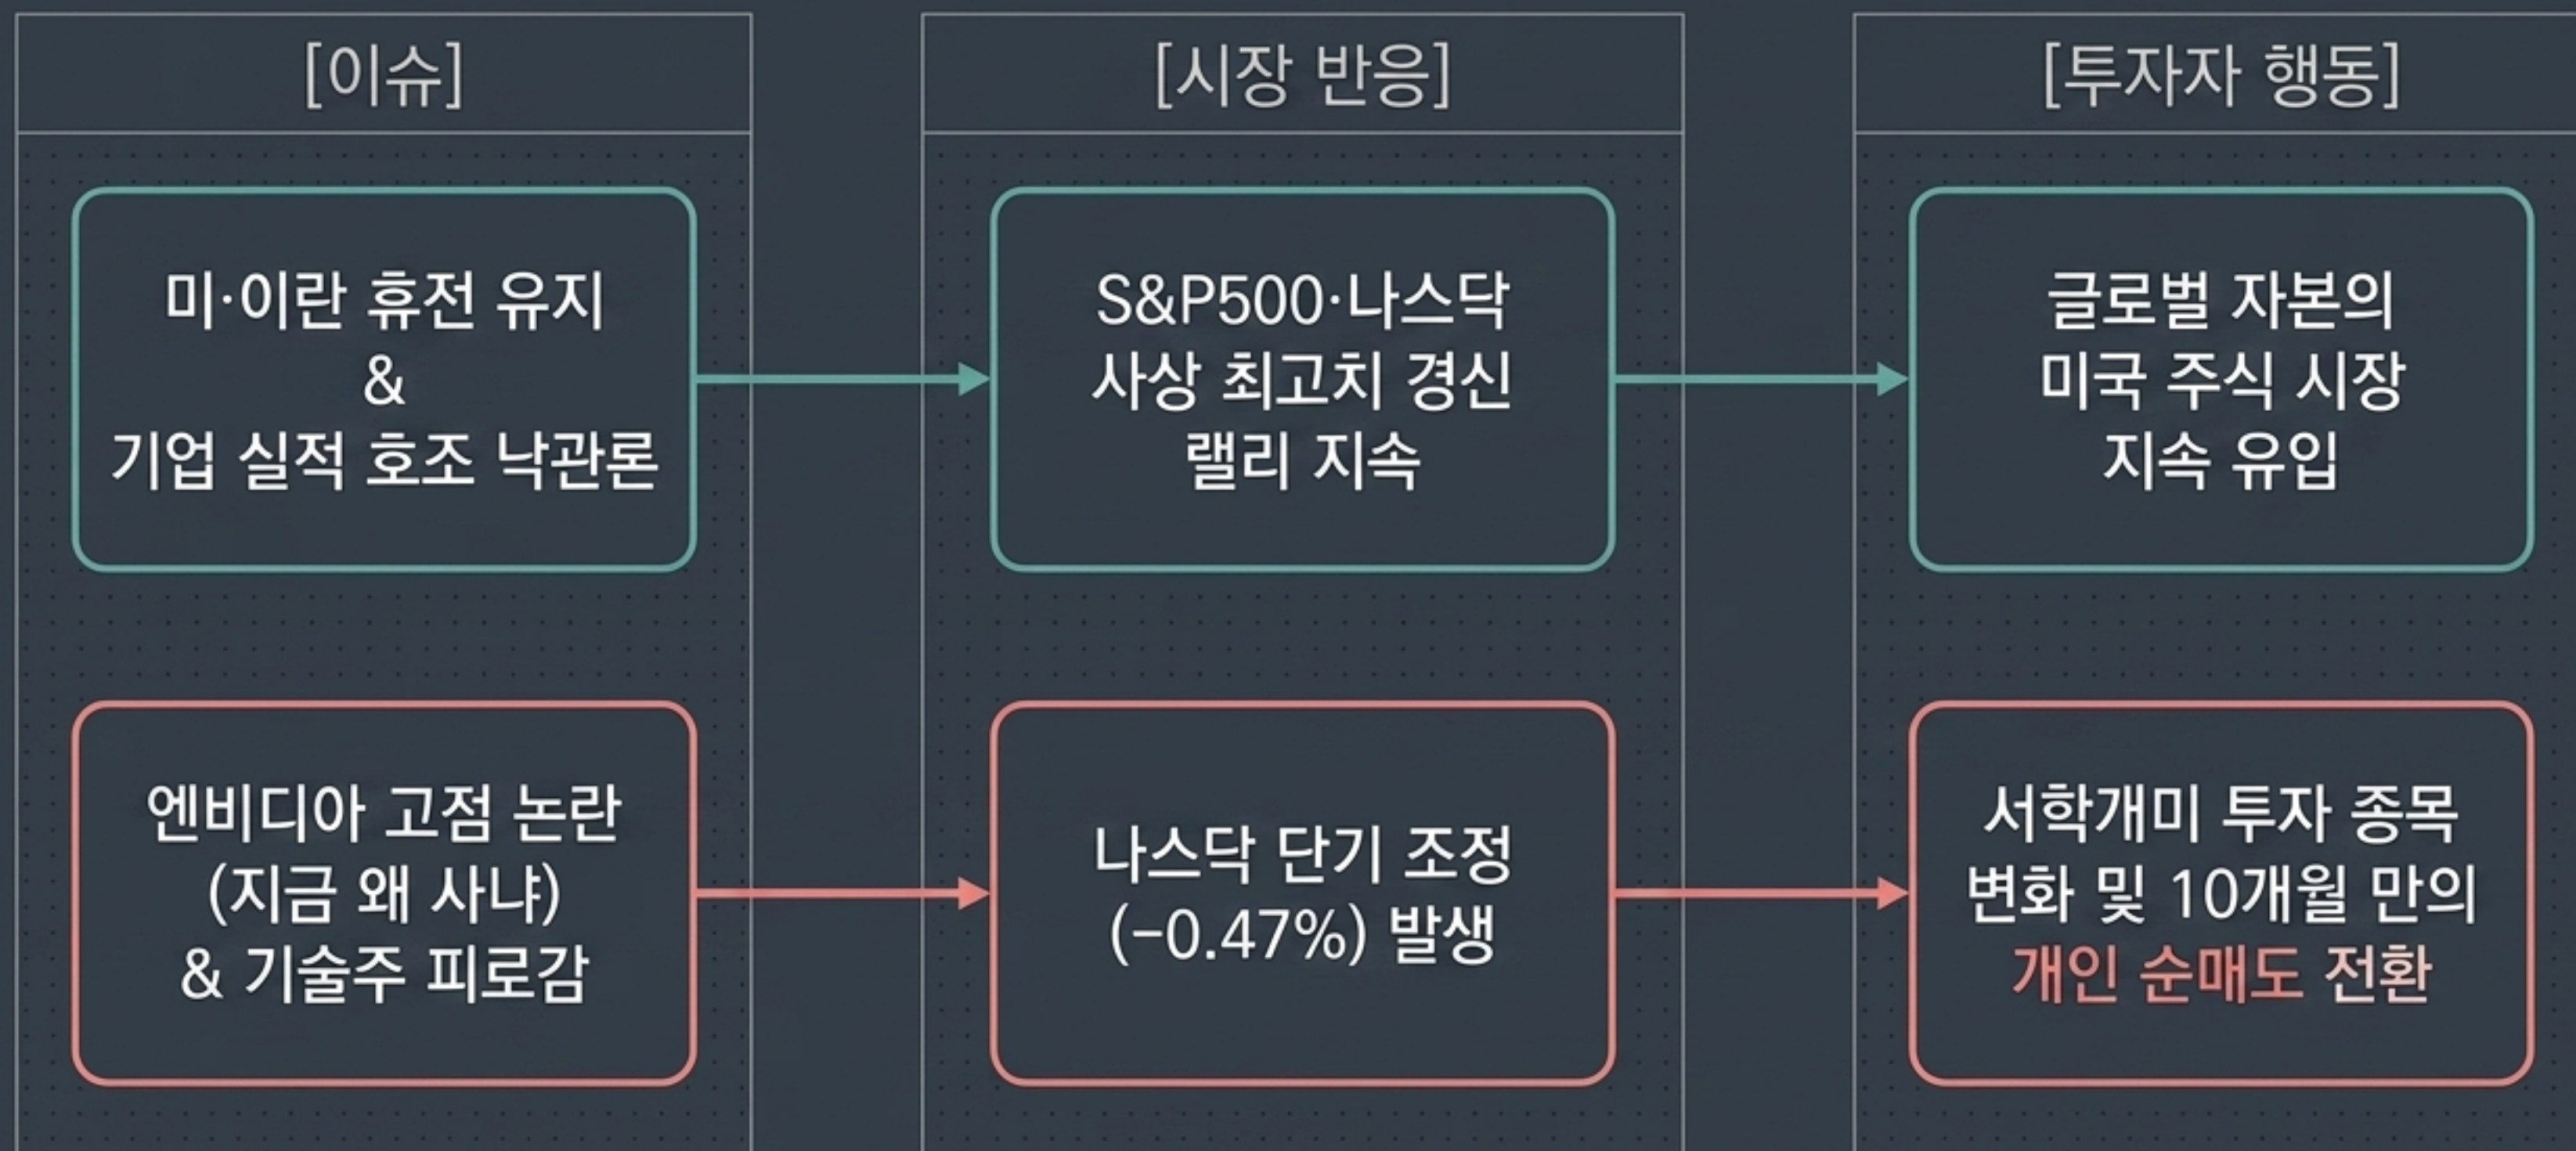 [이슈]
[시장 반응]
[투자자 행동]
미·이란 휴전 유지
&
기업 실적 호조 낙관론
S&P500·나스닥
사상 최고치 경신
랠리 지속
글로벌 자본의
미국 주식 시장
지속 유입
엔비디아 고점 논란
(지금 왜 사냐)
& 기술주 피로감
나스닥 단기 조정
(-0.47%) 발생
서학개미 투자 종목
변화 및 10개월 만의
개인 순매도 전환